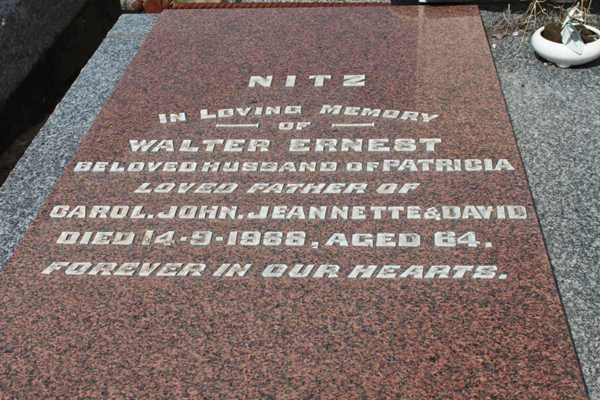 NITZ
IN LOVING MEMORY
OF
WALTER ERNEST
BELOVED HUSBAND OF PATRICIA
LOVED FATHER OF
CAROL, JOHN, JEANNETTE & DAVID
DIED 14-9-1966, AGED 64.
FOREVER IN OUR HEARTS.